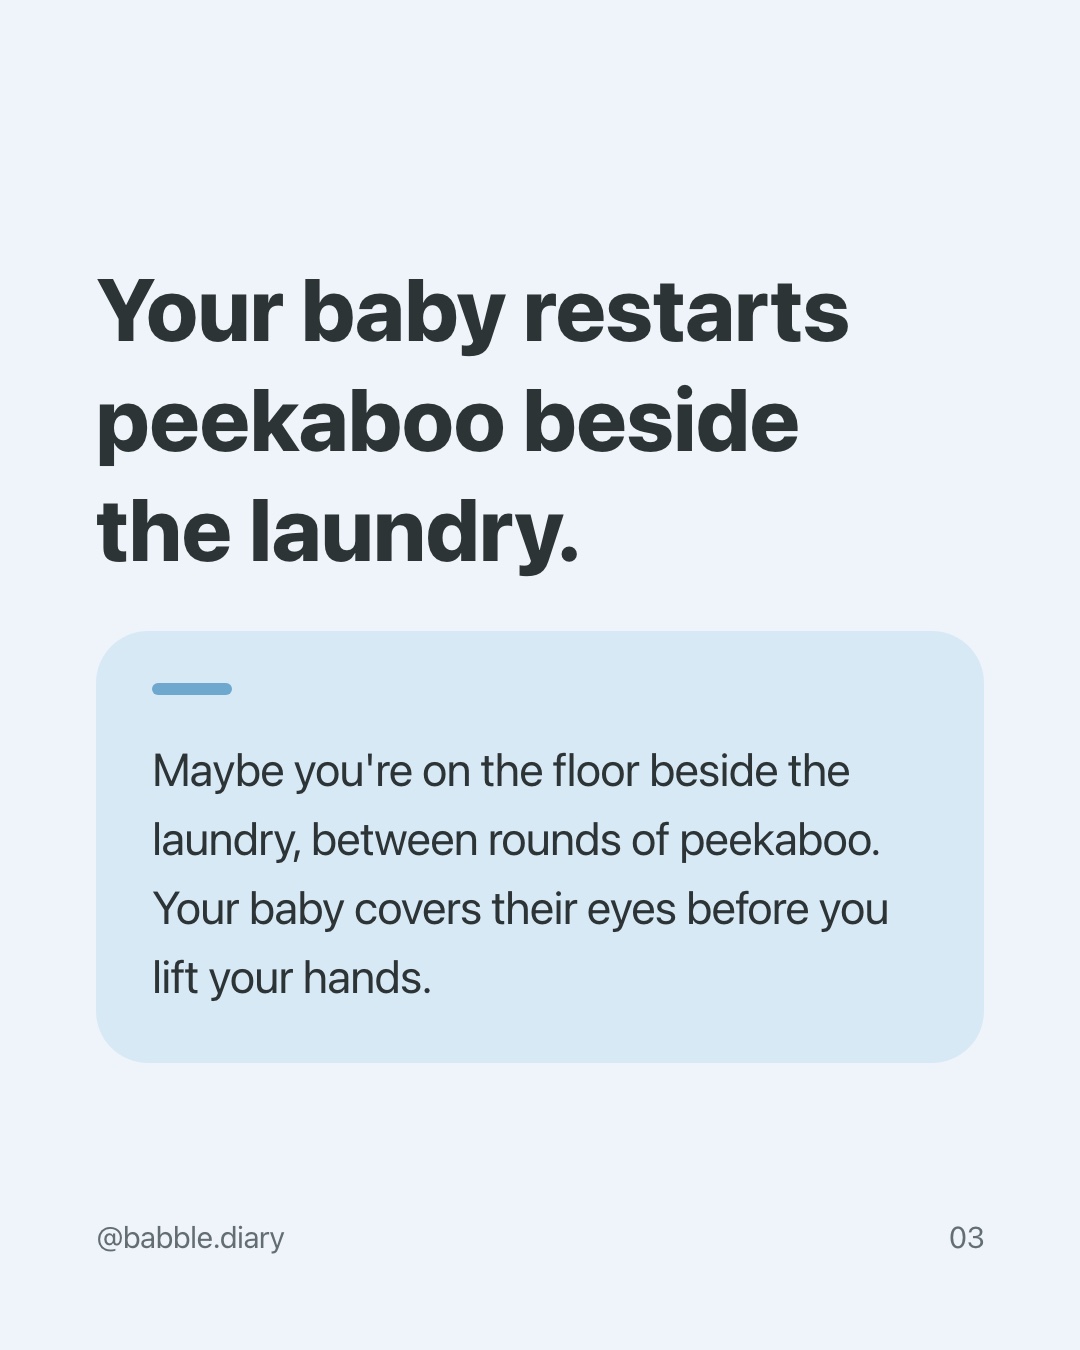 Your baby restarts
peekaboo beside
the laundry.
Maybe you're on the floor beside the
laundry, between rounds of peekaboo.
Your baby covers their eyes before you
lift your hands.
@babble.diary
03